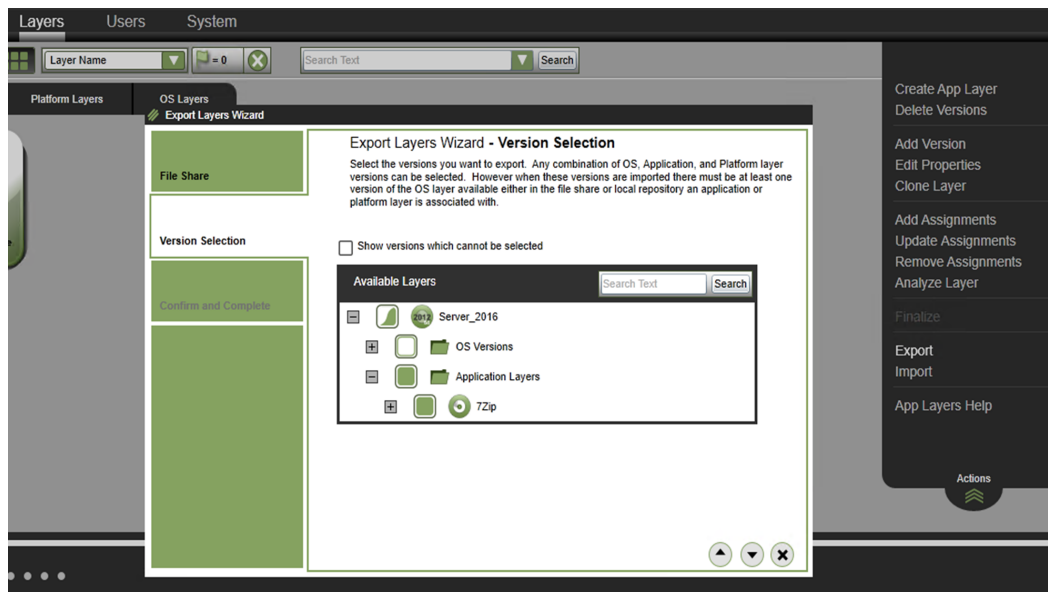 Layers Users System
Layer Name = 0 Search Text Search
Platform Layers OS Layers
Export Layers Wizard
File Share
Version Selection
Confirm and Complete
Export Layers Wizard - Version Selection
Select the versions you want to export. Any combination of OS, Application, and Platform layer
versions can be selected. However when these versions are imported there must be at least one
version of the OS layer available either in the file share or local repository an application or
platform layer is associated with.
Show versions which cannot be selected
Available Layers Search Text Search
2012 Server_2016
OS Versions
Application Layers
7Zip
Create App Layer
Delete Versions
Add Version
Edit Properties
Clone Layer
Add Assignments
Update Assignments
Remove Assignments
Analyze Layer
Finalize
Export
Import
App Layers Help
Actions